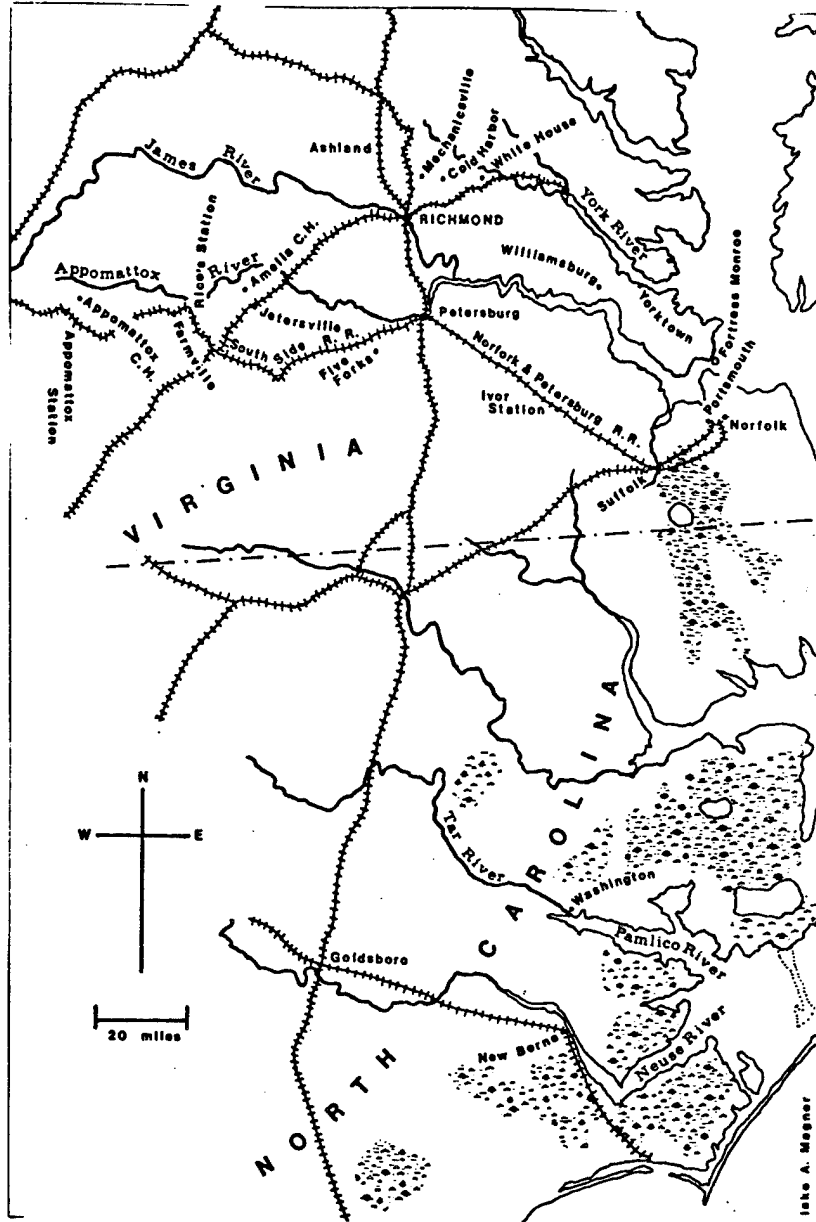 Ashland
Mechanicsville
Cold Harbor
White House
James River
RICHMOND
York River
Rice's Station
River
Amelia C.H.
Williamsburg
Appomattox
Yorktown
Fortress Monroe
Appomattox C.H.
Jetersville
Petersburg
Portsmouth
Appomattox Station
Farmville
South Side R.R.
Five Forks
Norfork & Petersburg R.R.
Ivor Station
Norfolk
Suffolk
VIRGINIA
N
W E
Tar River
Washington
Pamlico River
Goldsboro
20 miles
New Berne
Neuse River
NORTH CAROLINA
A. Magner